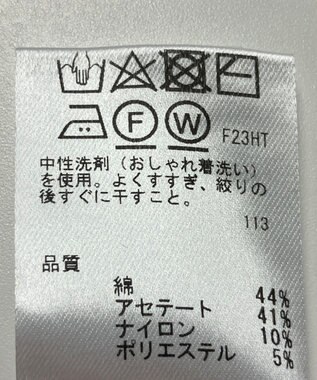 F W F23HT
中性洗剤（おしゃれ着洗い）
を使用。よくすすぎ、絞りの
後すぐに干すこと。
113
品質
綿 44%
アセテート 41%
ナイロン 10%
ポリエステル 5%